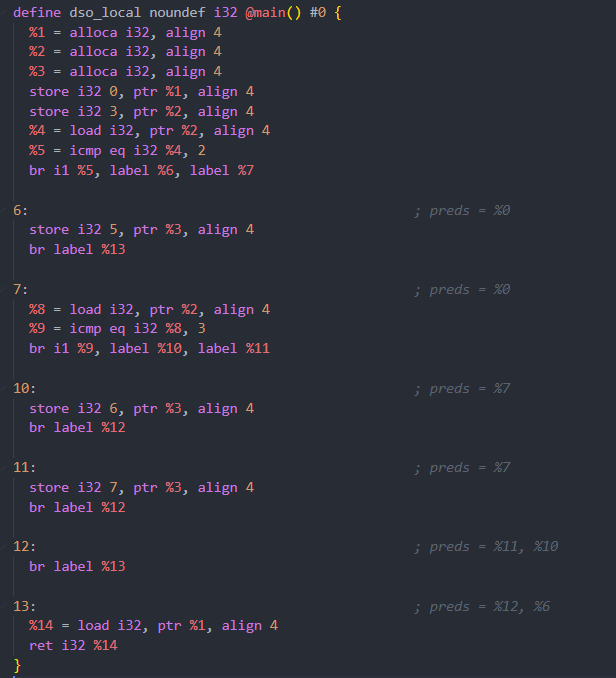 define dso_local noundef i32 @main() #0 {
  %1 = alloca i32, align 4
  %2 = alloca i32, align 4
  %3 = alloca i32, align 4
  store i32 0, ptr %1, align 4
  store i32 3, ptr %2, align 4
  %4 = load i32, ptr %2, align 4
  %5 = icmp eq i32 %4, 2
  br i1 %5, label %6, label %7
6:                                                ; preds = %0
  store i32 5, ptr %3, align 4
  br label %13
7:                                                ; preds = %0
  %8 = load i32, ptr %2, align 4
  %9 = icmp eq i32 %8, 3
  br i1 %9, label %10, label %11
10:                                               ; preds = %7
  store i32 6, ptr %3, align 4
  br label %12
11:                                               ; preds = %7
  store i32 7, ptr %3, align 4
  br label %12
12:                                               ; preds = %11, %10
  br label %13
13:                                               ; preds = %12, %6
  %14 = load i32, ptr %1, align 4
  ret i32 %14
}